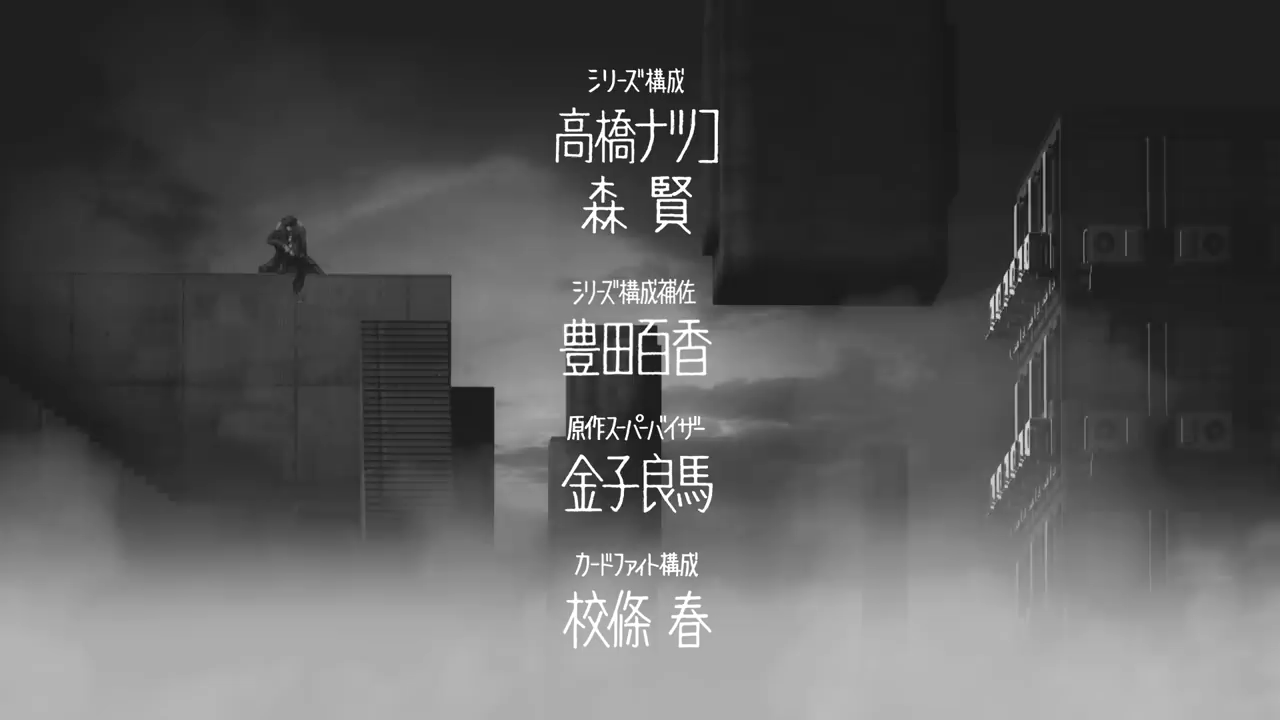 シリーズ構成
高橋ナツコ
森 賢
シリーズ構成補佐
豊田百香
原作スーパーバイザー
金子良馬
カードファイト構成
校條 春